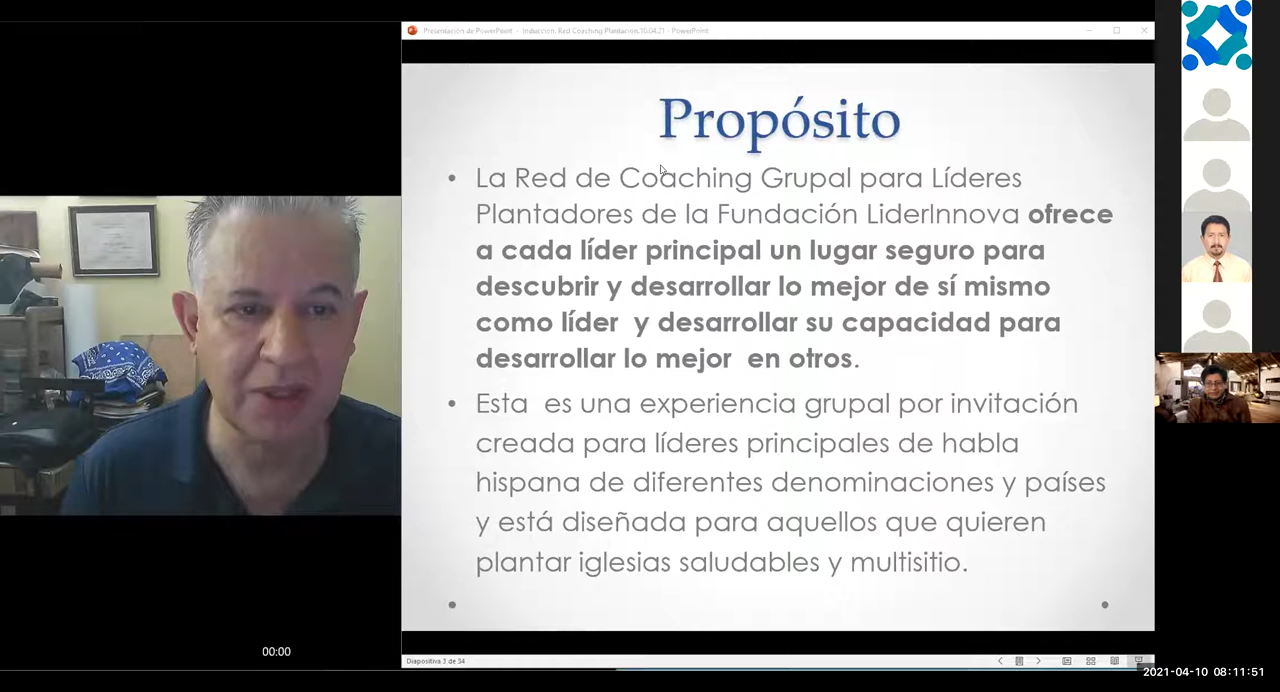 Presentación de PowerPoint - Inducción. Red Coaching Plantación.10.04.21 - PowerPoint
Propósito
• La Red de Coaching Grupal para Líderes
Plantadores de la Fundación LiderInnova ofrece
a cada líder principal un lugar seguro para
descubrir y desarrollar lo mejor de sí mismo
como líder y desarrollar su capacidad para
desarrollar lo mejor en otros.
• Esta es una experiencia grupal por invitación
creada para líderes principales de habla
hispana de diferentes denominaciones y países
y está diseñada para aquellos que quieren
plantar iglesias saludables y multisitio.
00:00
Diapositiva 3 de 34
2021-04-10 08:11:51